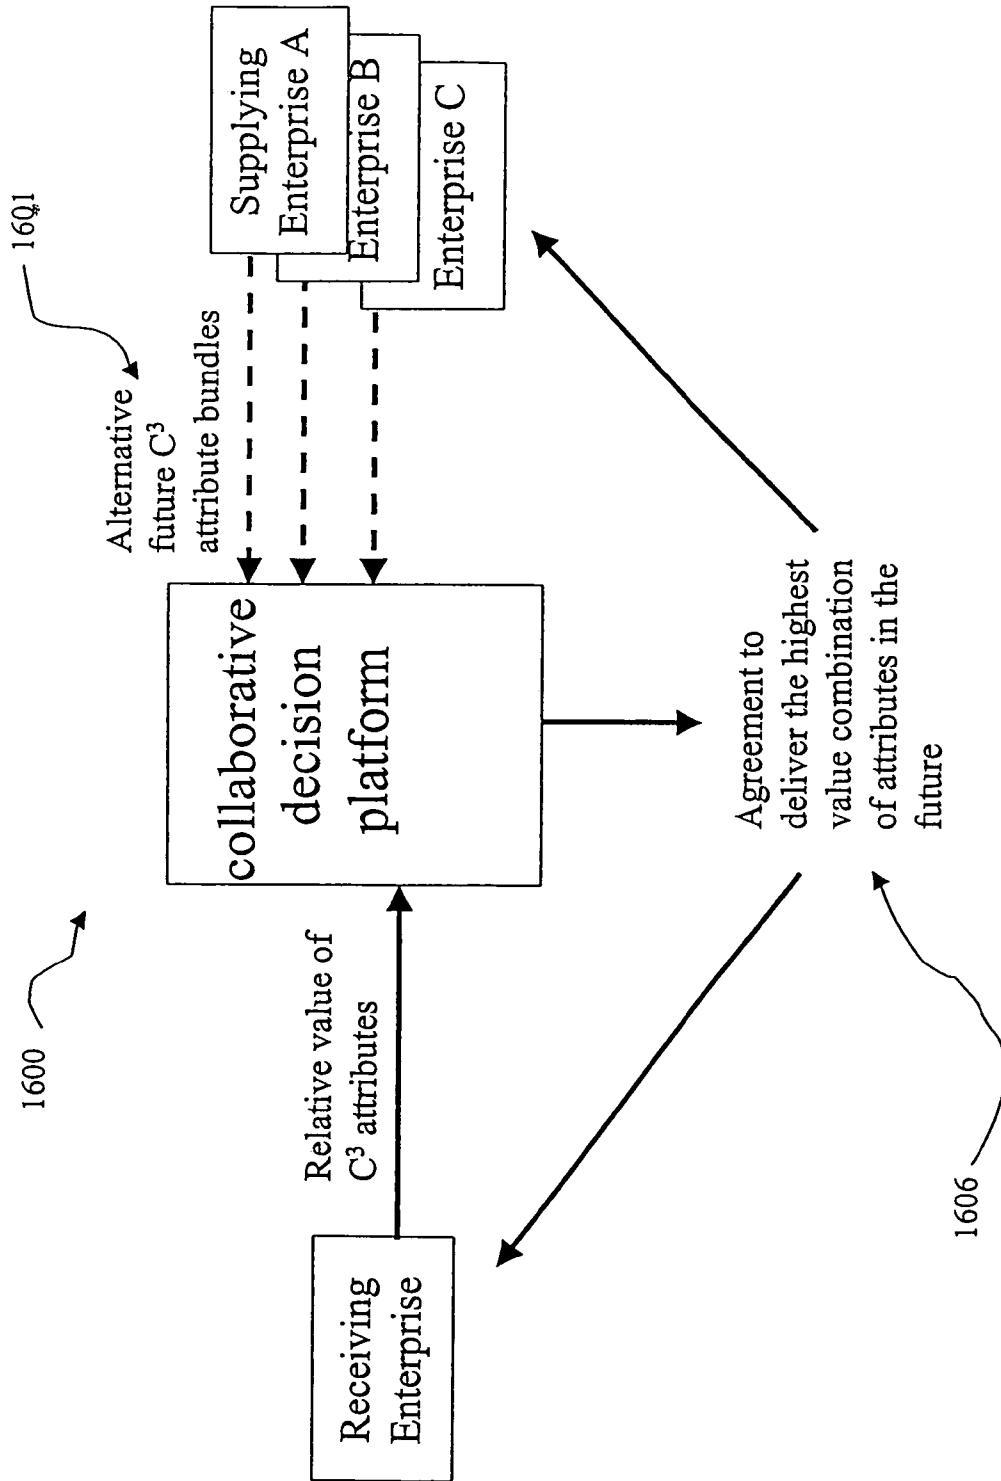 1600
1601
Alternative
future C³
attribute bundles
Supplying
Enterprise A
Enterprise B
Enterprise C
collaborative
decision
platform
Relative value of
C³ attributes
Receiving
Enterprise
Agreement to
deliver the highest
value combination
of attributes in the
future
1606